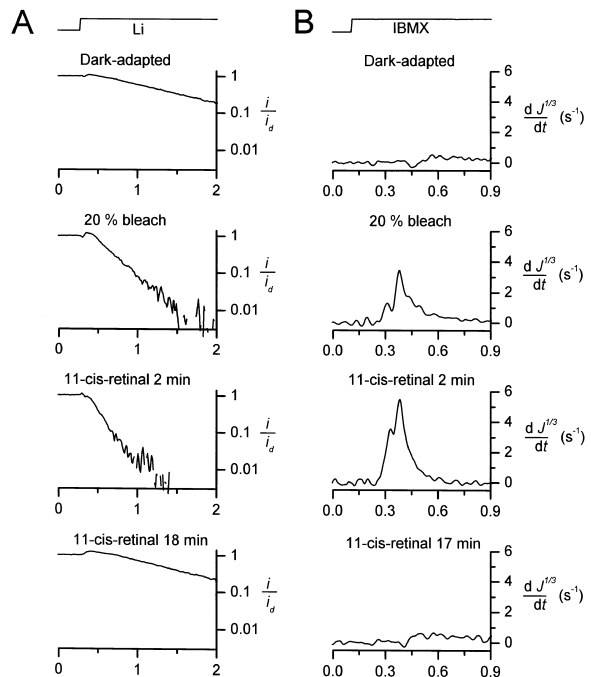 A
Li
Dark-adapted
1
0.1
0.01
i
i_d
0 1 2
20 % bleach
1
0.1
0.01
i
i_d
0 1 2
11-cis-retinal 2 min
1
0.1
0.01
i
i_d
0 1 2
11-cis-retinal 18 min
1
0.1
0.01
i
i_d
0 1 2
B
IBMX
Dark-adapted
6
4
2
0
d J^1/3
dt
(s⁻¹)
0.0 0.3 0.6 0.9
20 % bleach
6
4
2
0
d J^1/3
dt
(s⁻¹)
0.0 0.3 0.6 0.9
11-cis-retinal 2 min
6
4
2
0
d J^1/3
dt
(s⁻¹)
0.0 0.3 0.6 0.9
11-cis-retinal 17 min
6
4
2
0
d J^1/3
dt
(s⁻¹)
0.0 0.3 0.6 0.9